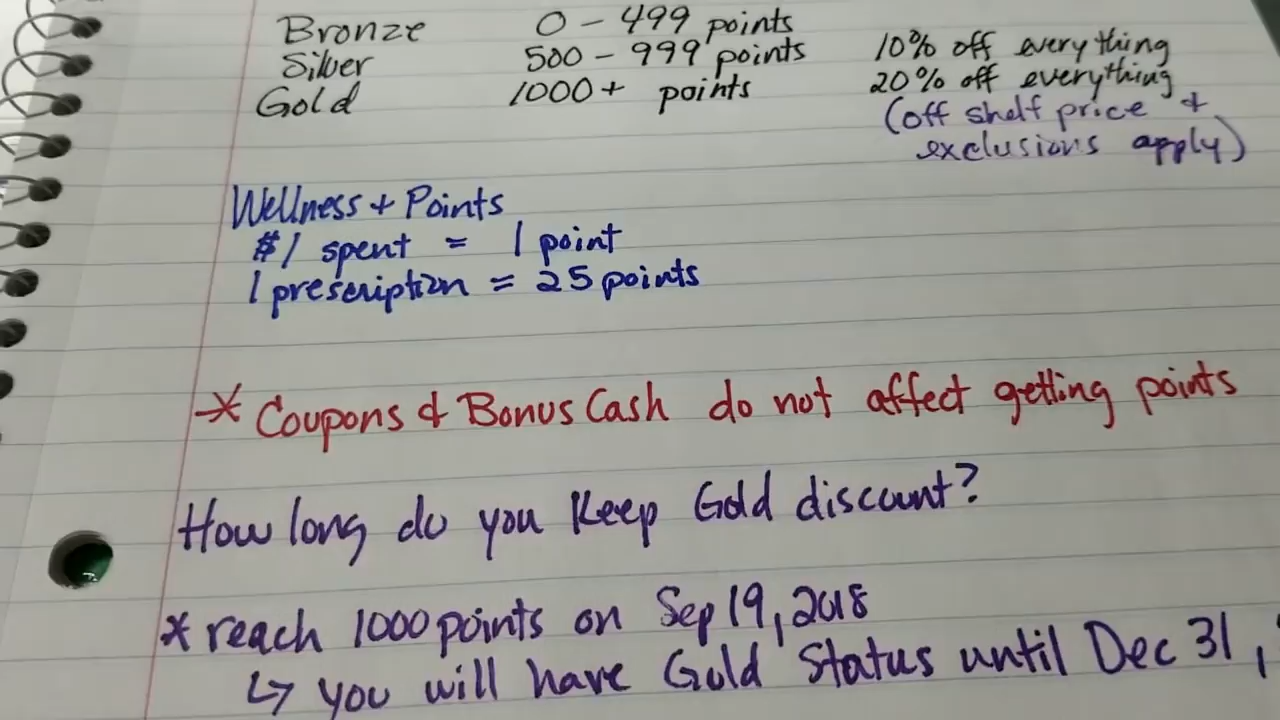 Bronze 0 - 499 points
Silver 500 - 999 points 10% off everything
Gold 1000+ points 20% off everything
(off shelf price &
exclusions apply)
Wellness + Points
$1 spent = 1 point
1 prescription = 25 points
* Coupons & Bonus Cash do not affect getting points
How long do you keep Gold discount?
* reach 1000 points on Sep 19, 2018
↳ you will have Gold Status until Dec 31,